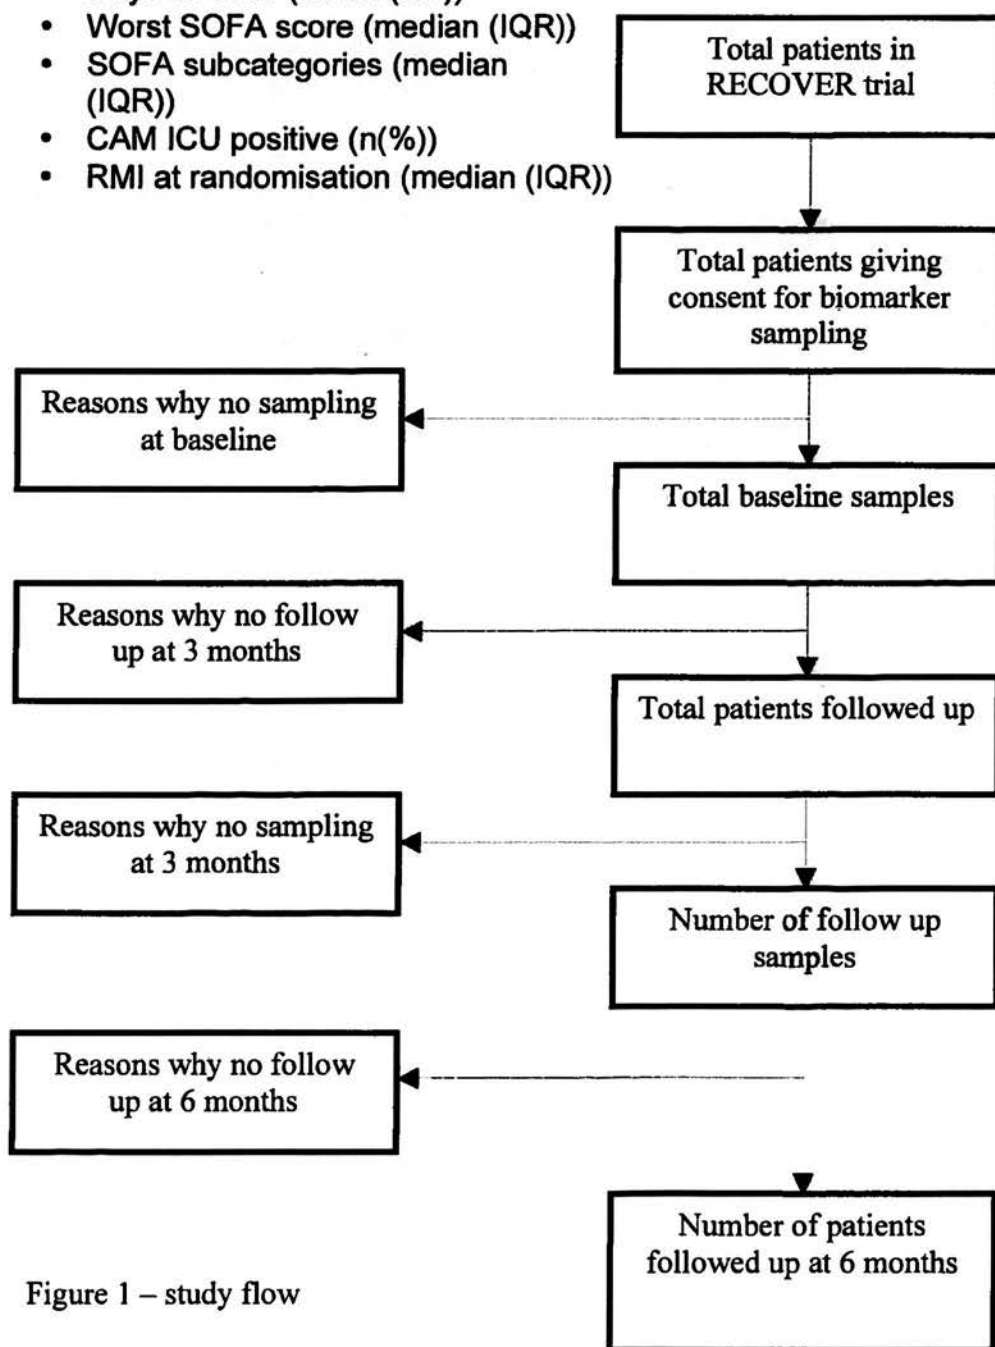 • Worst SOFA score (median (IQR))
• SOFA subcategories (median
(IQR))
• CAM ICU positive (n(%))
• RMI at randomisation (median (IQR))
Total patients in
RECOVER trial
Total patients giving
consent for biomarker
sampling
Reasons why no sampling
at baseline
Total baseline samples
Reasons why no follow
up at 3 months
Total patients followed up
Reasons why no sampling
at 3 months
Number of follow up
samples
Reasons why no follow
up at 6 months
Number of patients
followed up at 6 months
Figure 1 – study flow